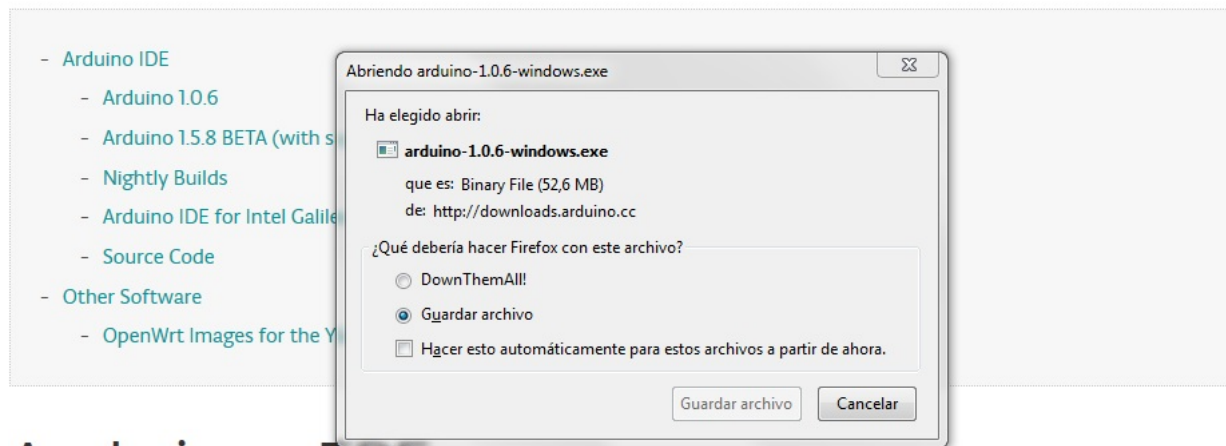 - Arduino IDE
- Arduino 1.0.6
- Arduino 1.5.8 BETA (with s
- Nightly Builds
- Arduino IDE for Intel Galile
- Source Code
- Other Software
- OpenWrt Images for the Y
Abriendo arduino-1.0.6-windows.exe
Ha elegido abrir:
arduino-1.0.6-windows.exe
que es: Binary File (52,6 MB)
de: http://downloads.arduino.cc
¿Qué debería hacer Firefox con este archivo?
DownThemAll!
Guardar archivo
Hacer esto automáticamente para estos archivos a partir de ahora.
Guardar archivo
Cancelar